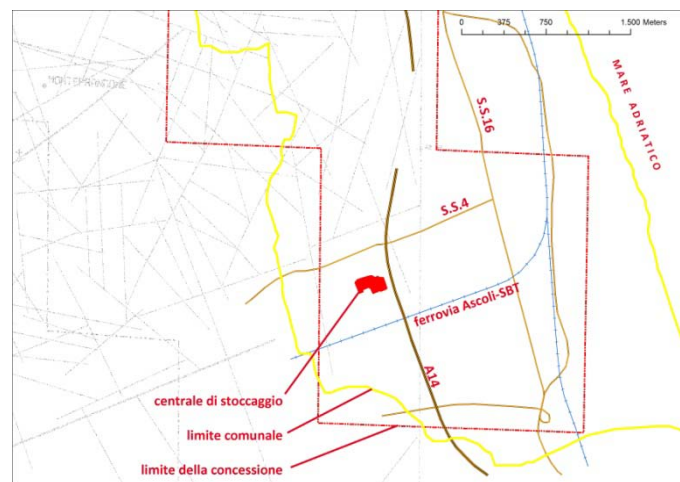 0 375 750 1.500 Meters
MARE ADRIATICO
S.S.16
S.S.4
ferrovia Ascoli-SBT
A14
centrale di stoccaggio
limite comunale
limite della concessione